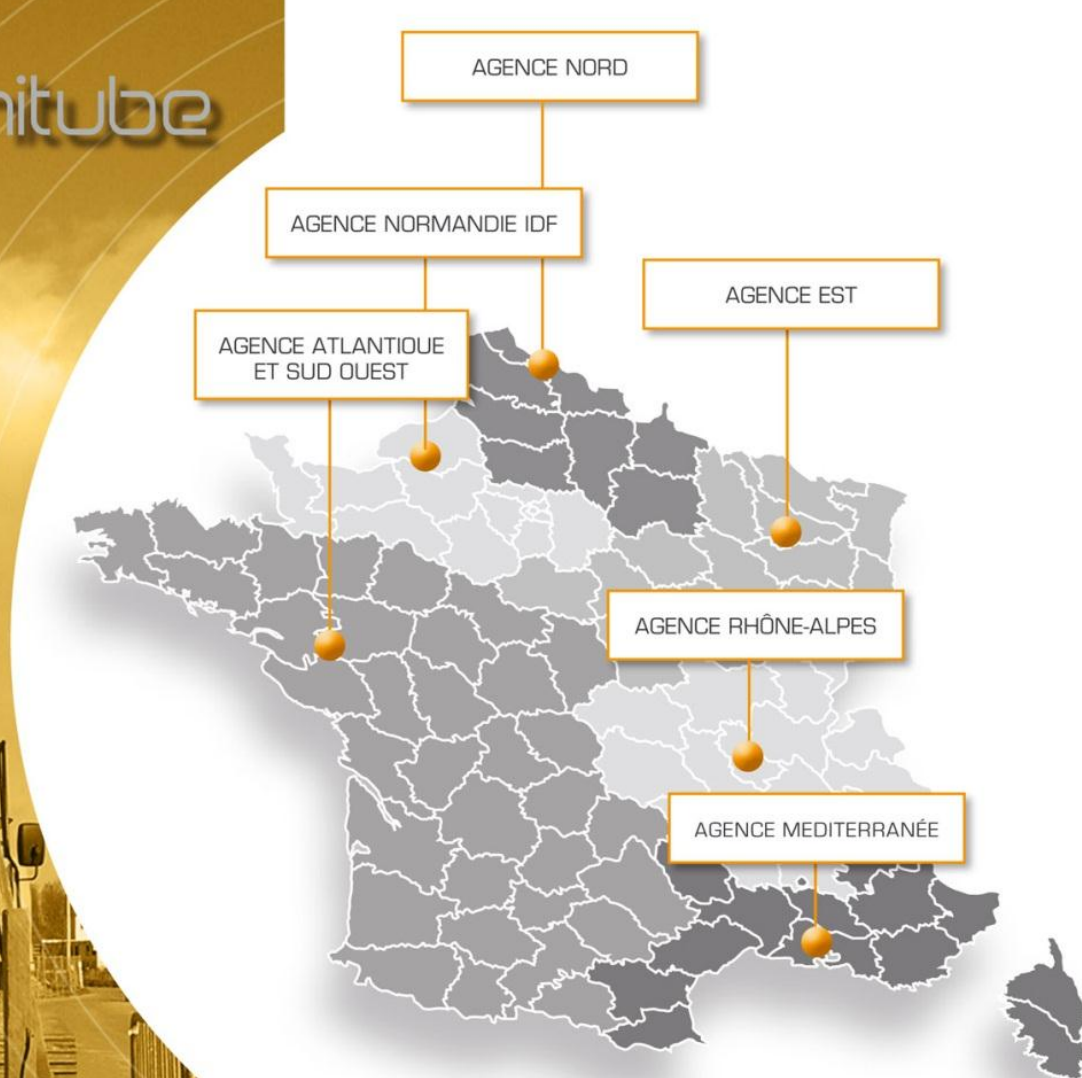 nitube
AGENCE NORD
AGENCE NORMANDIE IDF
AGENCE EST
AGENCE ATLANTIQUE
ET SUD OUEST
AGENCE RHÔNE-ALPES
AGENCE MEDITERRANÉE